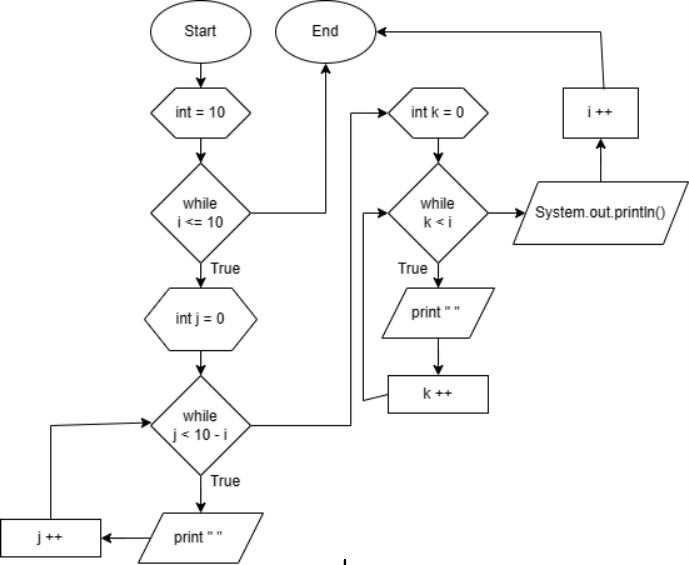 Start
End
int = 10
int k = 0
i ++
while
i <= 10
while
k < i
System.out.println()
True
True
int j = 0
print " "
k ++
while
j < 10 - i
True
j ++
print " "